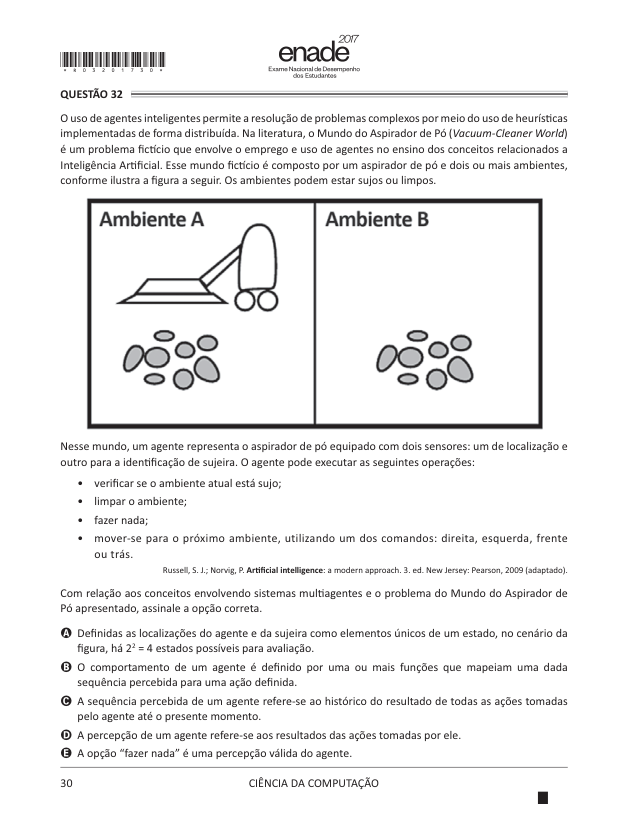 *R03201730*
2017
enade
Exame Nacional de Desempenho
dos Estudantes
QUESTÃO 32
O uso de agentes inteligentes permite a resolução de problemas complexos por meio do uso de heurísticas
implementadas de forma distribuída. Na literatura, o Mundo do Aspirador de Pó (Vacuum-Cleaner World)
é um problema fictício que envolve o emprego e uso de agentes no ensino dos conceitos relacionados a
Inteligência Artificial. Esse mundo fictício é composto por um aspirador de pó e dois ou mais ambientes,
conforme ilustra a figura a seguir. Os ambientes podem estar sujos ou limpos.
Ambiente A
Ambiente B
Nesse mundo, um agente representa o aspirador de pó equipado com dois sensores: um de localização e
outro para a identificação de sujeira. O agente pode executar as seguintes operações:
• verificar se o ambiente atual está sujo;
• limpar o ambiente;
• fazer nada;
• mover-se para o próximo ambiente, utilizando um dos comandos: direita, esquerda, frente
ou trás.
Russell, S. J.; Norvig, P. Artificial intelligence: a modern approach. 3. ed. New Jersey: Pearson, 2009 (adaptado).
Com relação aos conceitos envolvendo sistemas multiagentes e o problema do Mundo do Aspirador de
Pó apresentado, assinale a opção correta.
A Definidas as localizações do agente e da sujeira como elementos únicos de um estado, no cenário da
figura, há 2² = 4 estados possíveis para avaliação.
B O comportamento de um agente é definido por uma ou mais funções que mapeiam uma dada
sequência percebida para uma ação definida.
C A sequência percebida de um agente refere-se ao histórico do resultado de todas as ações tomadas
pelo agente até o presente momento.
D A percepção de um agente refere-se aos resultados das ações tomadas por ele.
E A opção “fazer nada” é uma percepção válida do agente.
30
CIÊNCIA DA COMPUTAÇÃO